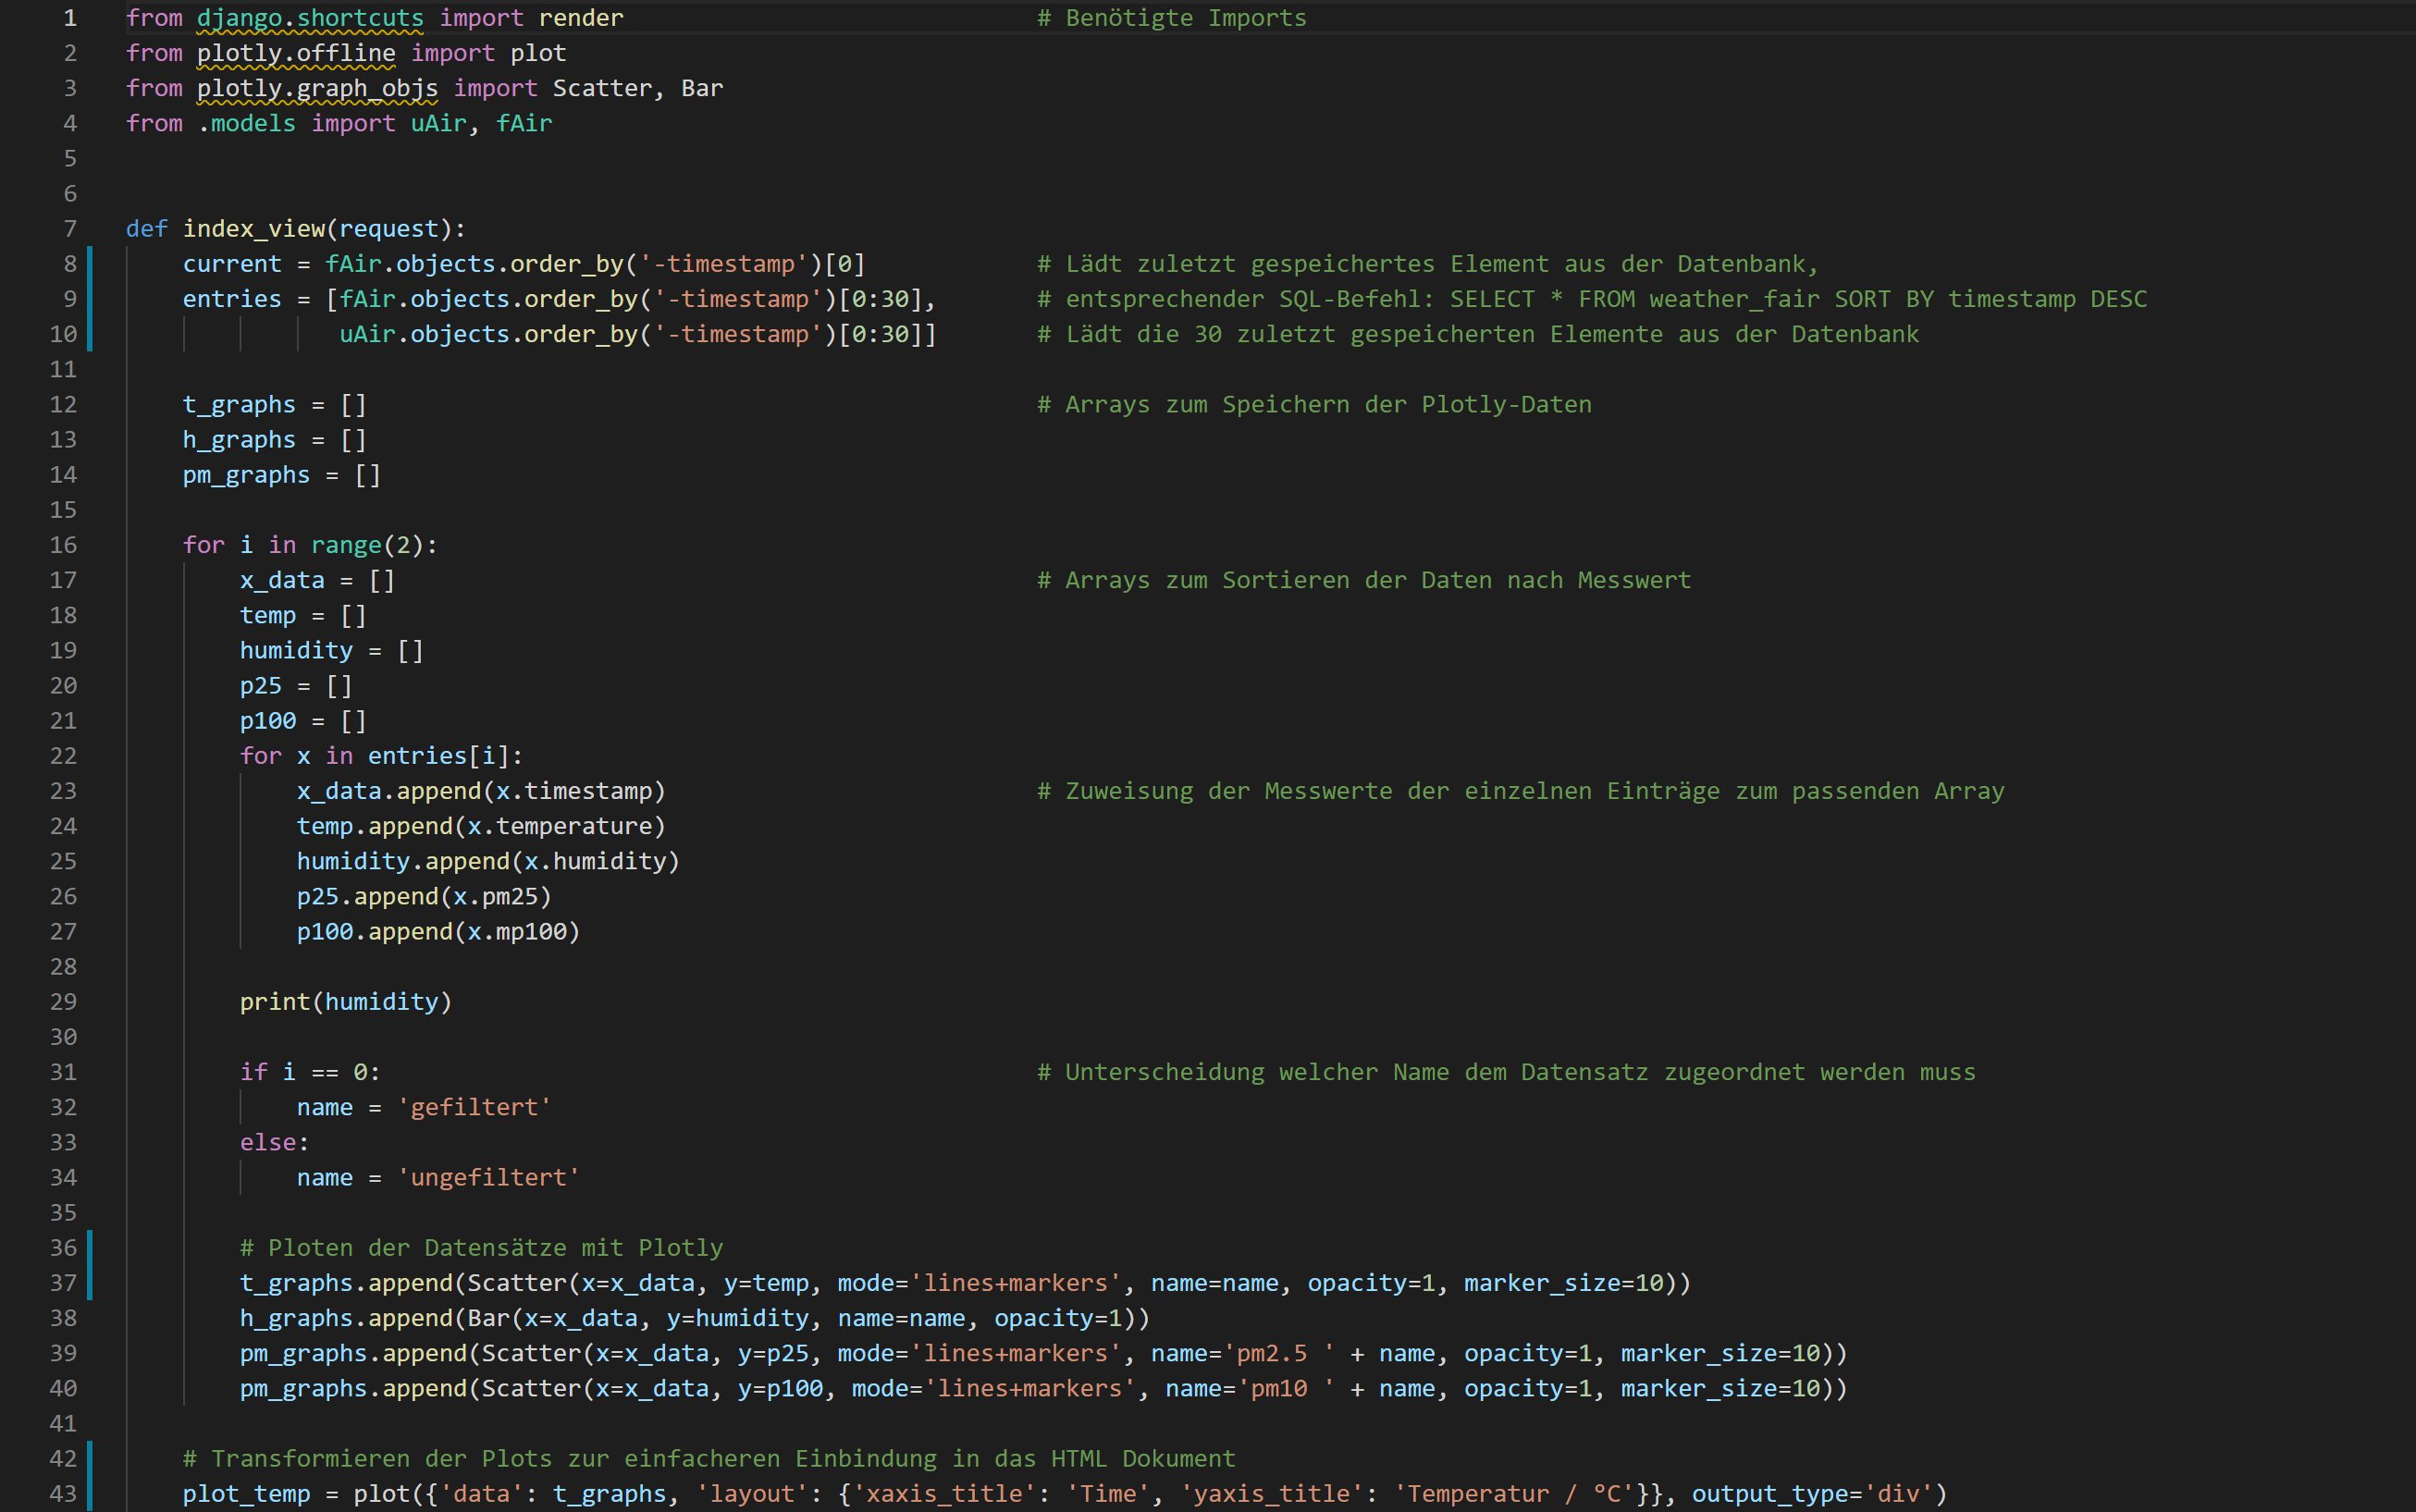 1 from django.shortcuts import render # Benötigte Imports
2 from plotly.offline import plot
3 from plotly.graph_objs import Scatter, Bar
4 from .models import uAir, fAir
5
6
7 def index_view(request):
8 current = fAir.objects.order_by('-timestamp')[0] # Lädt zuletzt gespeichertes Element aus der Datenbank,
9 entries = [fAir.objects.order_by('-timestamp')[0:30], # entsprechender SQL-Befehl: SELECT * FROM weather_fair SORT BY timestamp DESC
10 uAir.objects.order_by('-timestamp')[0:30]] # Lädt die 30 zuletzt gespeicherten Elemente aus der Datenbank
11
12 t_graphs = [] # Arrays zum Speichern der Plotly-Daten
13 h_graphs = []
14 pm_graphs = []
15
16 for i in range(2):
17 x_data = [] # Arrays zum Sortieren der Daten nach Messwert
18 temp = []
19 humidity = []
20 p25 = []
21 p100 = []
22 for x in entries[i]:
23 x_data.append(x.timestamp) # Zuweisung der Messwerte der einzelnen Einträge zum passenden Array
24 temp.append(x.temperature)
25 humidity.append(x.humidity)
26 p25.append(x.pm25)
27 p100.append(x.mp100)
28
29 print(humidity)
30
31 if i == 0: # Unterscheidung welcher Name dem Datensatz zugeordnet werden muss
32 name = 'gefiltert'
33 else:
34 name = 'ungefiltert'
35
36 # Ploten der Datensätze mit Plotly
37 t_graphs.append(Scatter(x=x_data, y=temp, mode='lines+markers', name=name, opacity=1, marker_size=10))
38 h_graphs.append(Bar(x=x_data, y=humidity, name=name, opacity=1))
39 pm_graphs.append(Scatter(x=x_data, y=p25, mode='lines+markers', name='pm2.5 ' + name, opacity=1, marker_size=10))
40 pm_graphs.append(Scatter(x=x_data, y=p100, mode='lines+markers', name='pm10 ' + name, opacity=1, marker_size=10))
41
42 # Transformieren der Plots zur einfacheren Einbindung in das HTML Dokument
43 plot_temp = plot({'data': t_graphs, 'layout': {'xaxis_title': 'Time', 'yaxis_title': 'Temperatur / °C'}}, output_type='div')